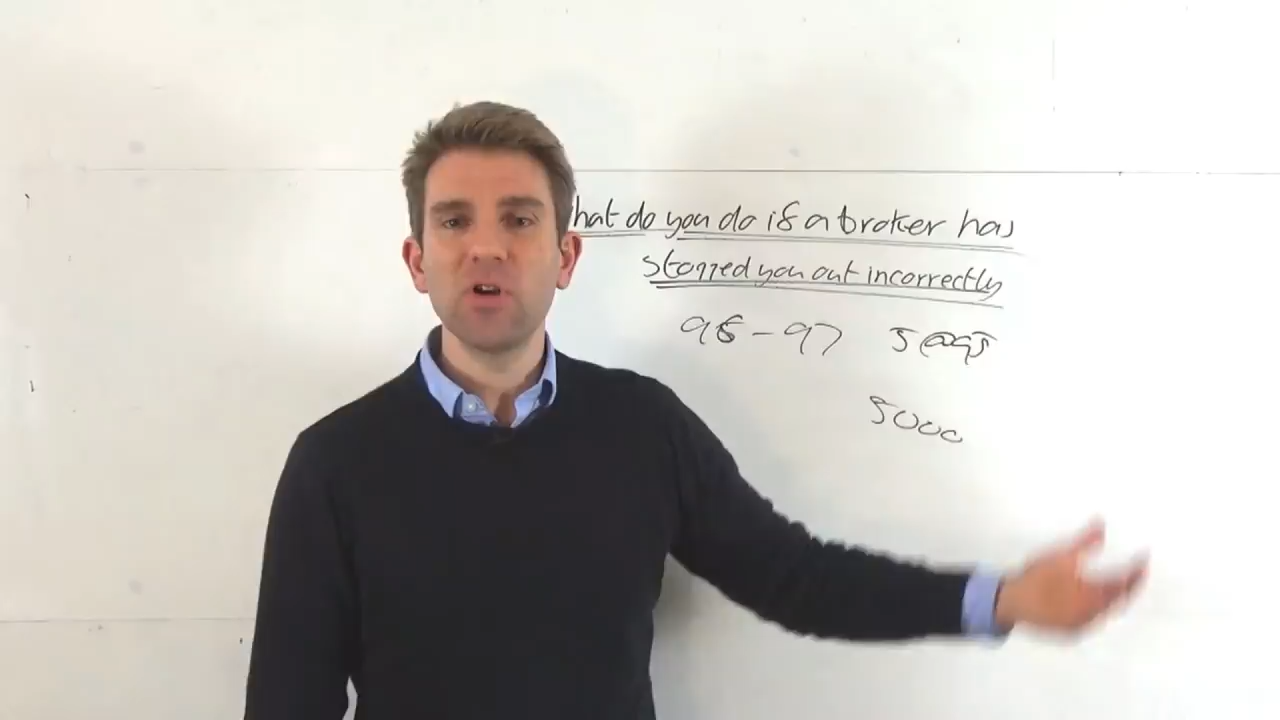 hat do you do if a broker has
stopped you out incorrectly
98-97
5000